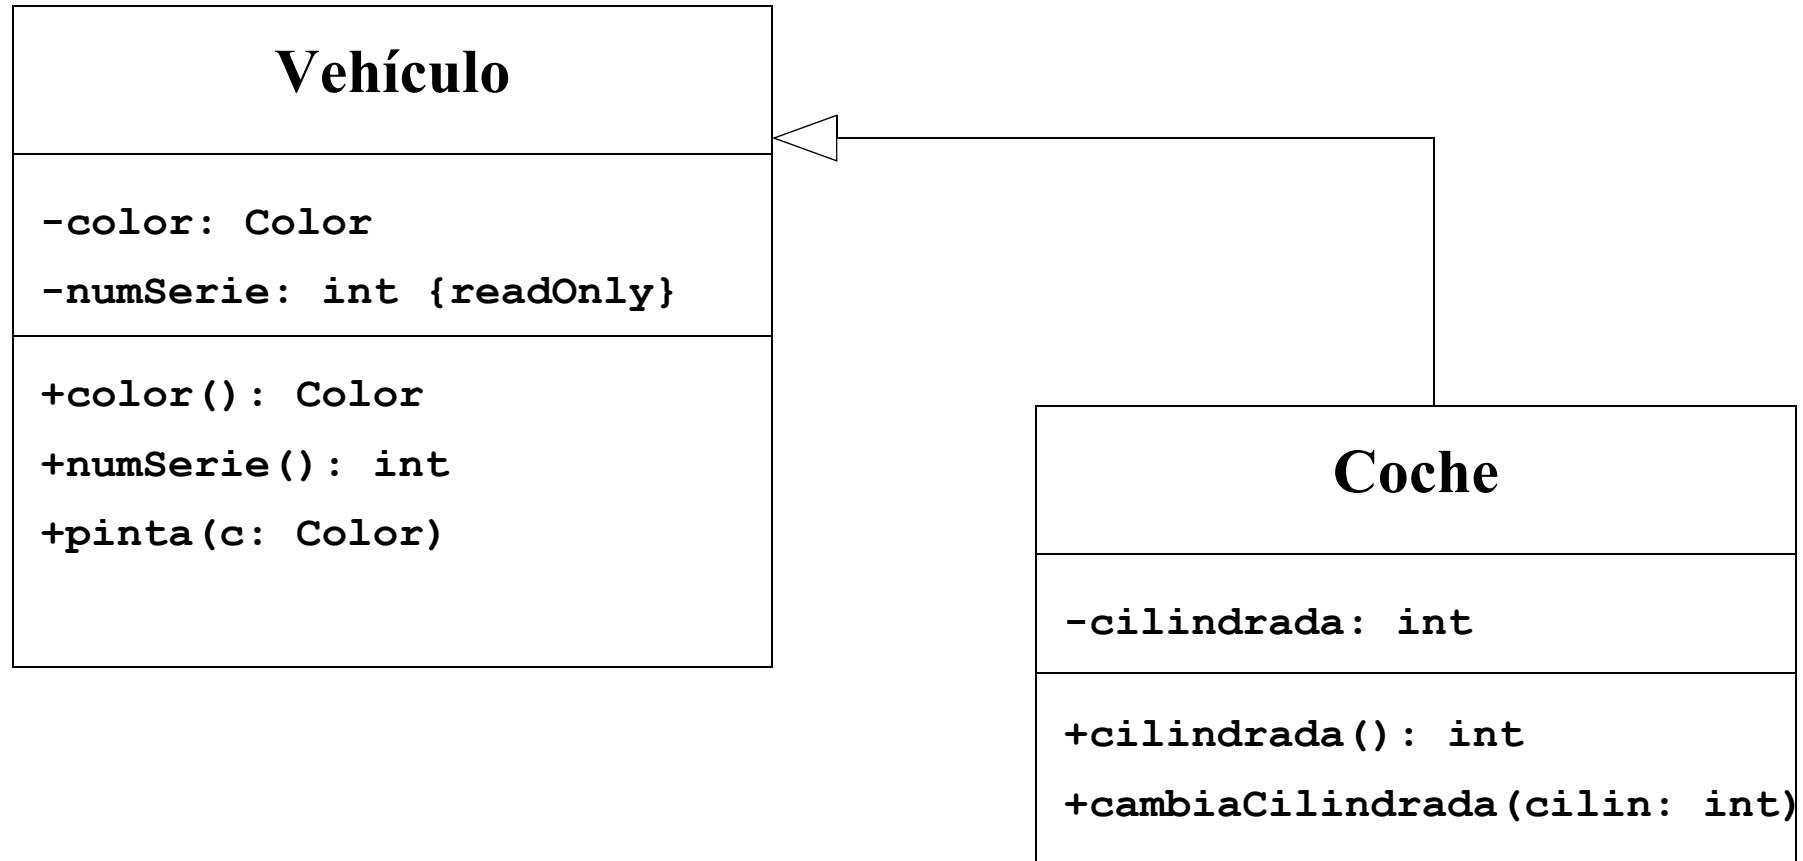 Vehículo
-color: Color
-numSerie: int {readOnly}
+color(): Color
+numSerie(): int
+pinta(c: Color)
Coche
-cilindrada: int
+cilindrada(): int
+cambiaCilindrada(cilin: int)